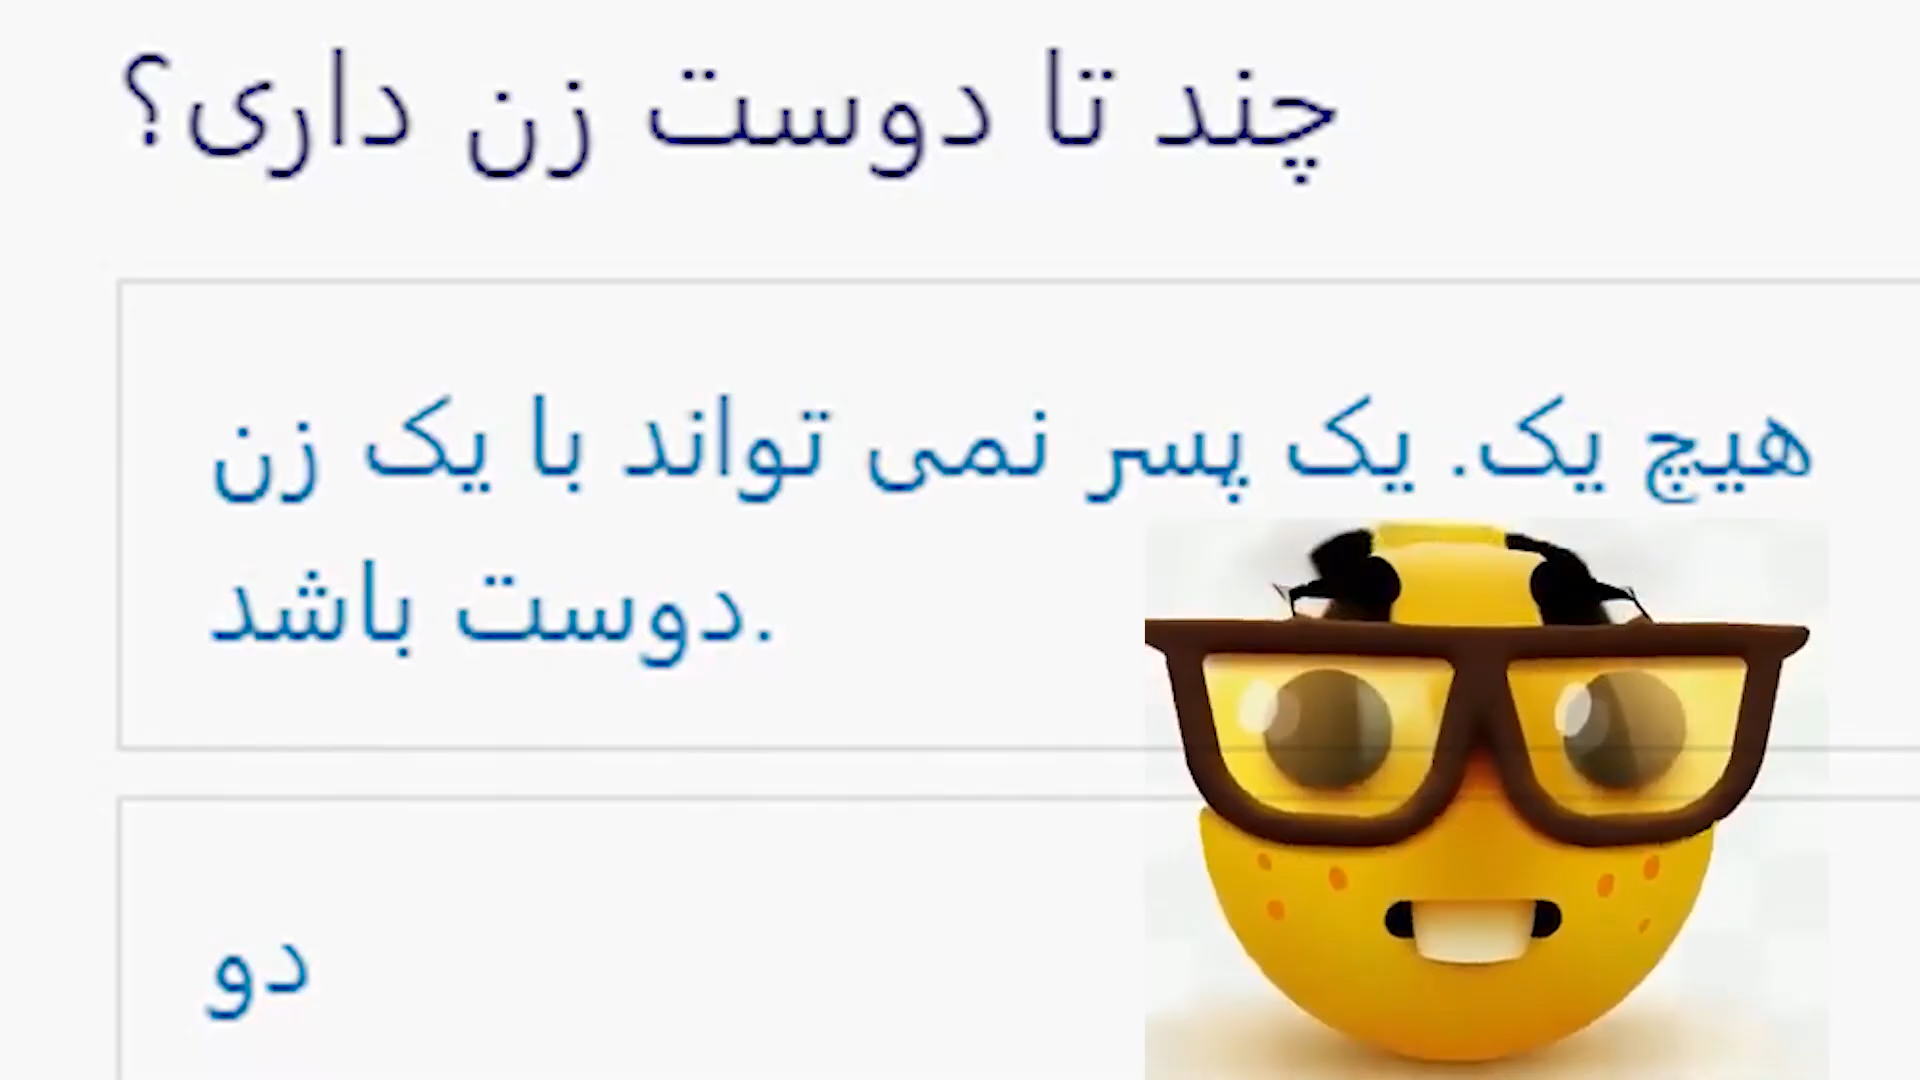 چند تا دوست زن داری؟
هیچ یک. یک پسر نمی تواند با یک زن
دوست باشد.
دو